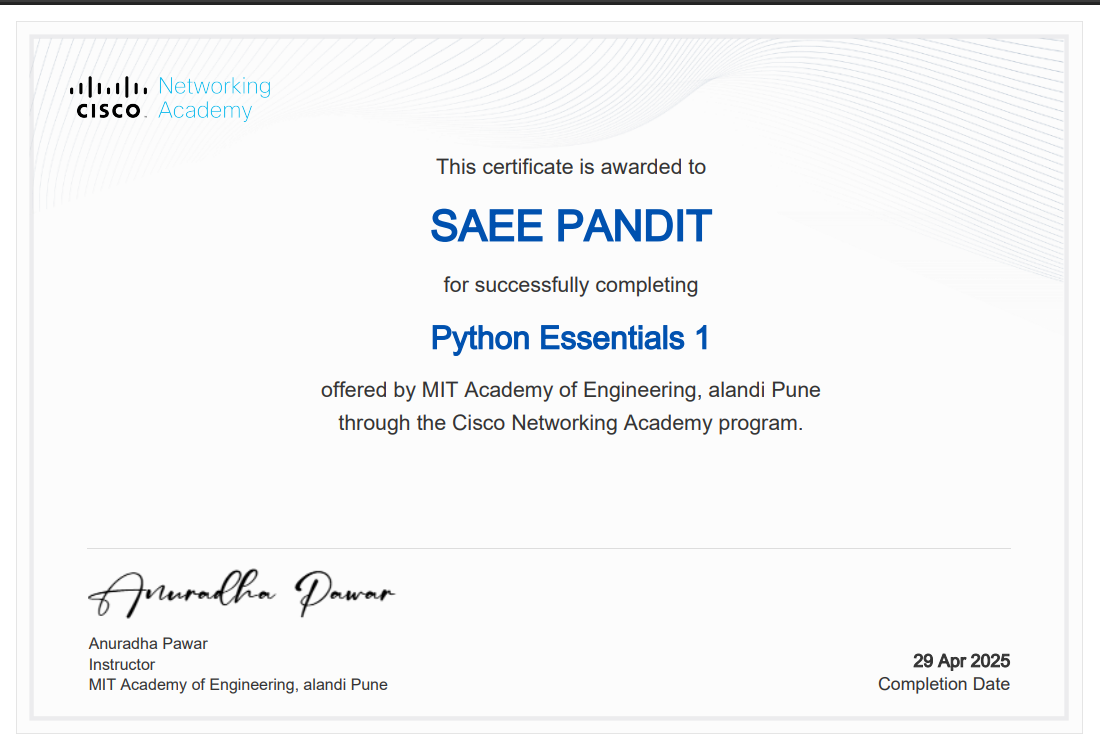 CISCO Networking Academy
This certificate is awarded to
SAEE PANDIT
for successfully completing
Python Essentials 1
offered by MIT Academy of Engineering, alandi Pune
through the Cisco Networking Academy program.
Anuradha Pawar
Anuradha Pawar
Instructor
MIT Academy of Engineering, alandi Pune
29 Apr 2025
Completion Date